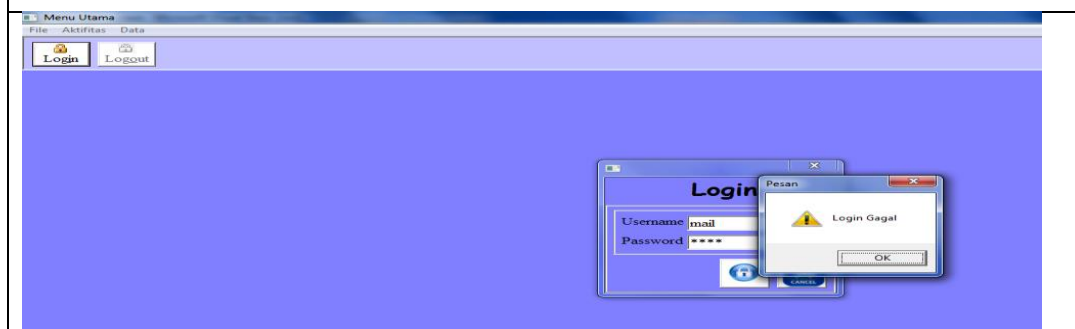 Menu Utama
File Aktifitas Data
Login Logout
Login
Username mail
Password ****
CANCEL
Pesan
Login Gagal
OK